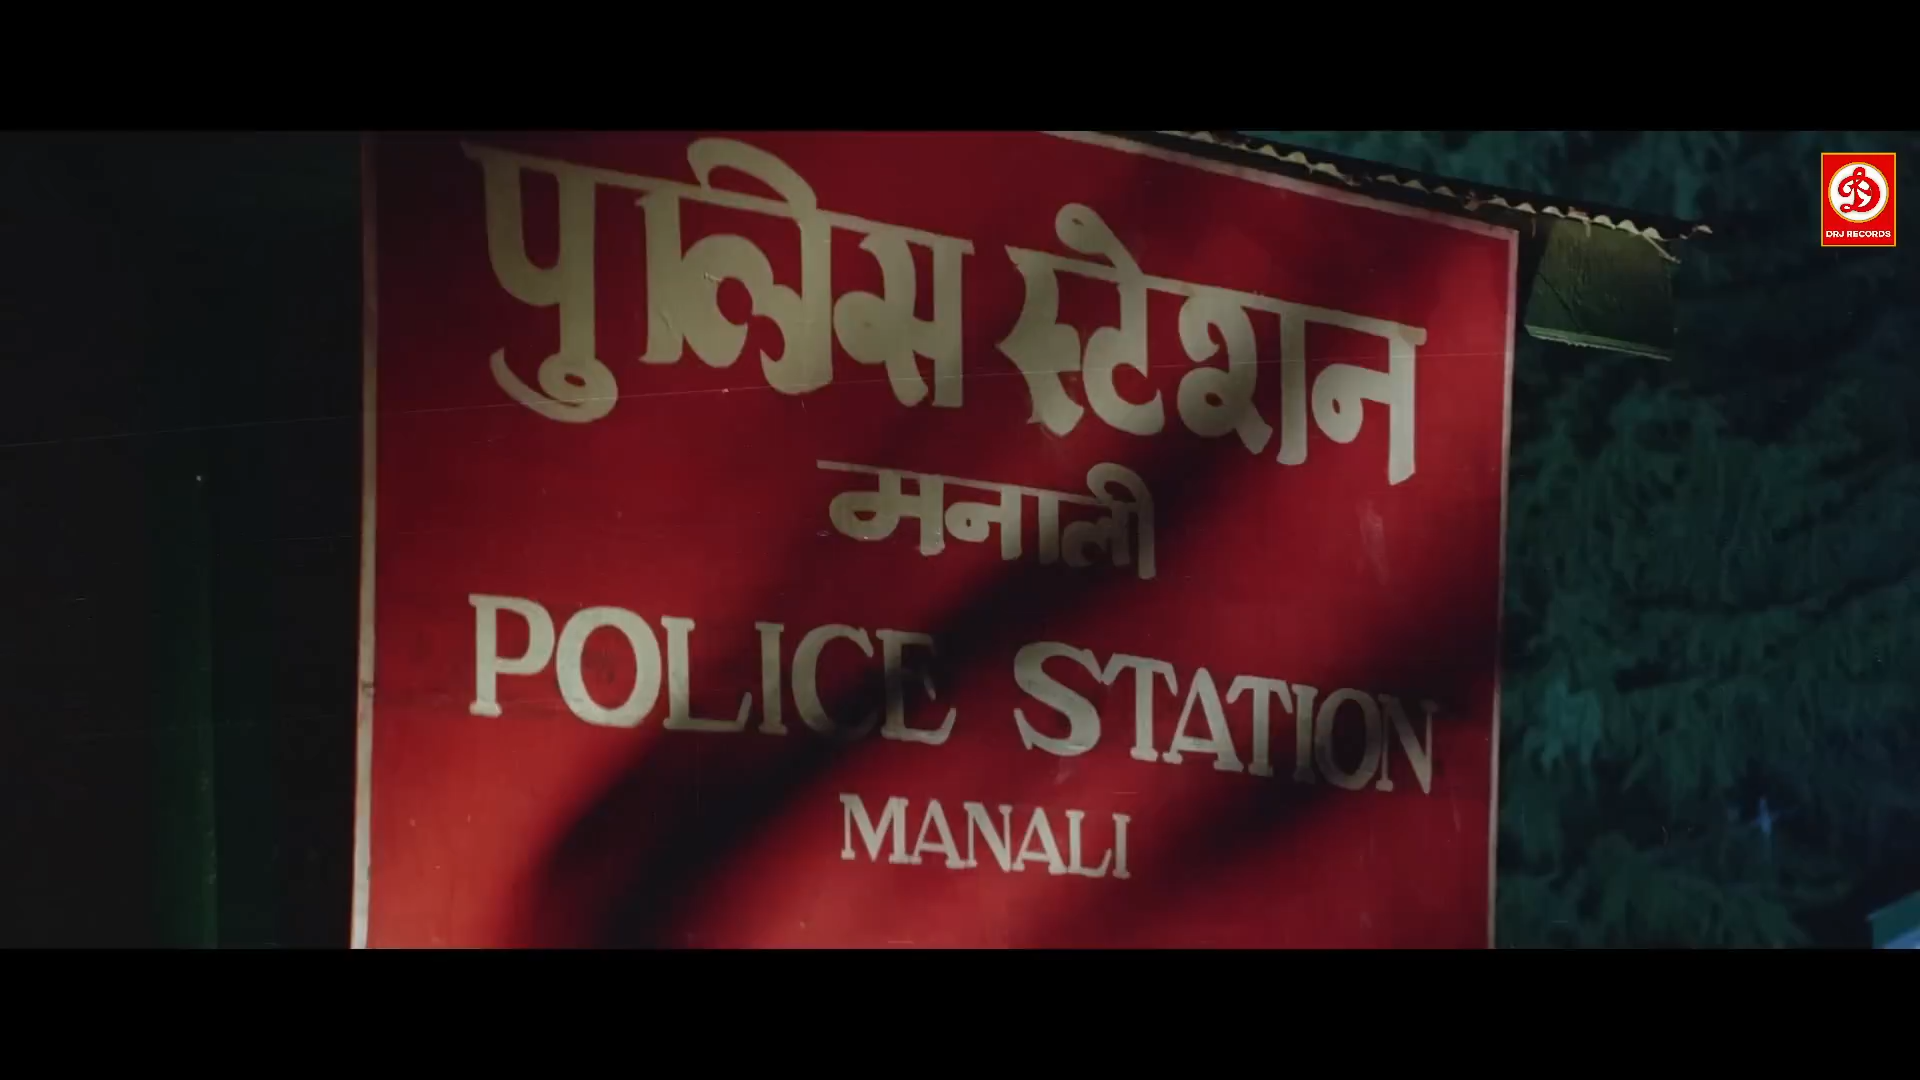 पुलिस स्टेशन
मनाली
POLICE STATION
MANALI
DRJ RECORDS